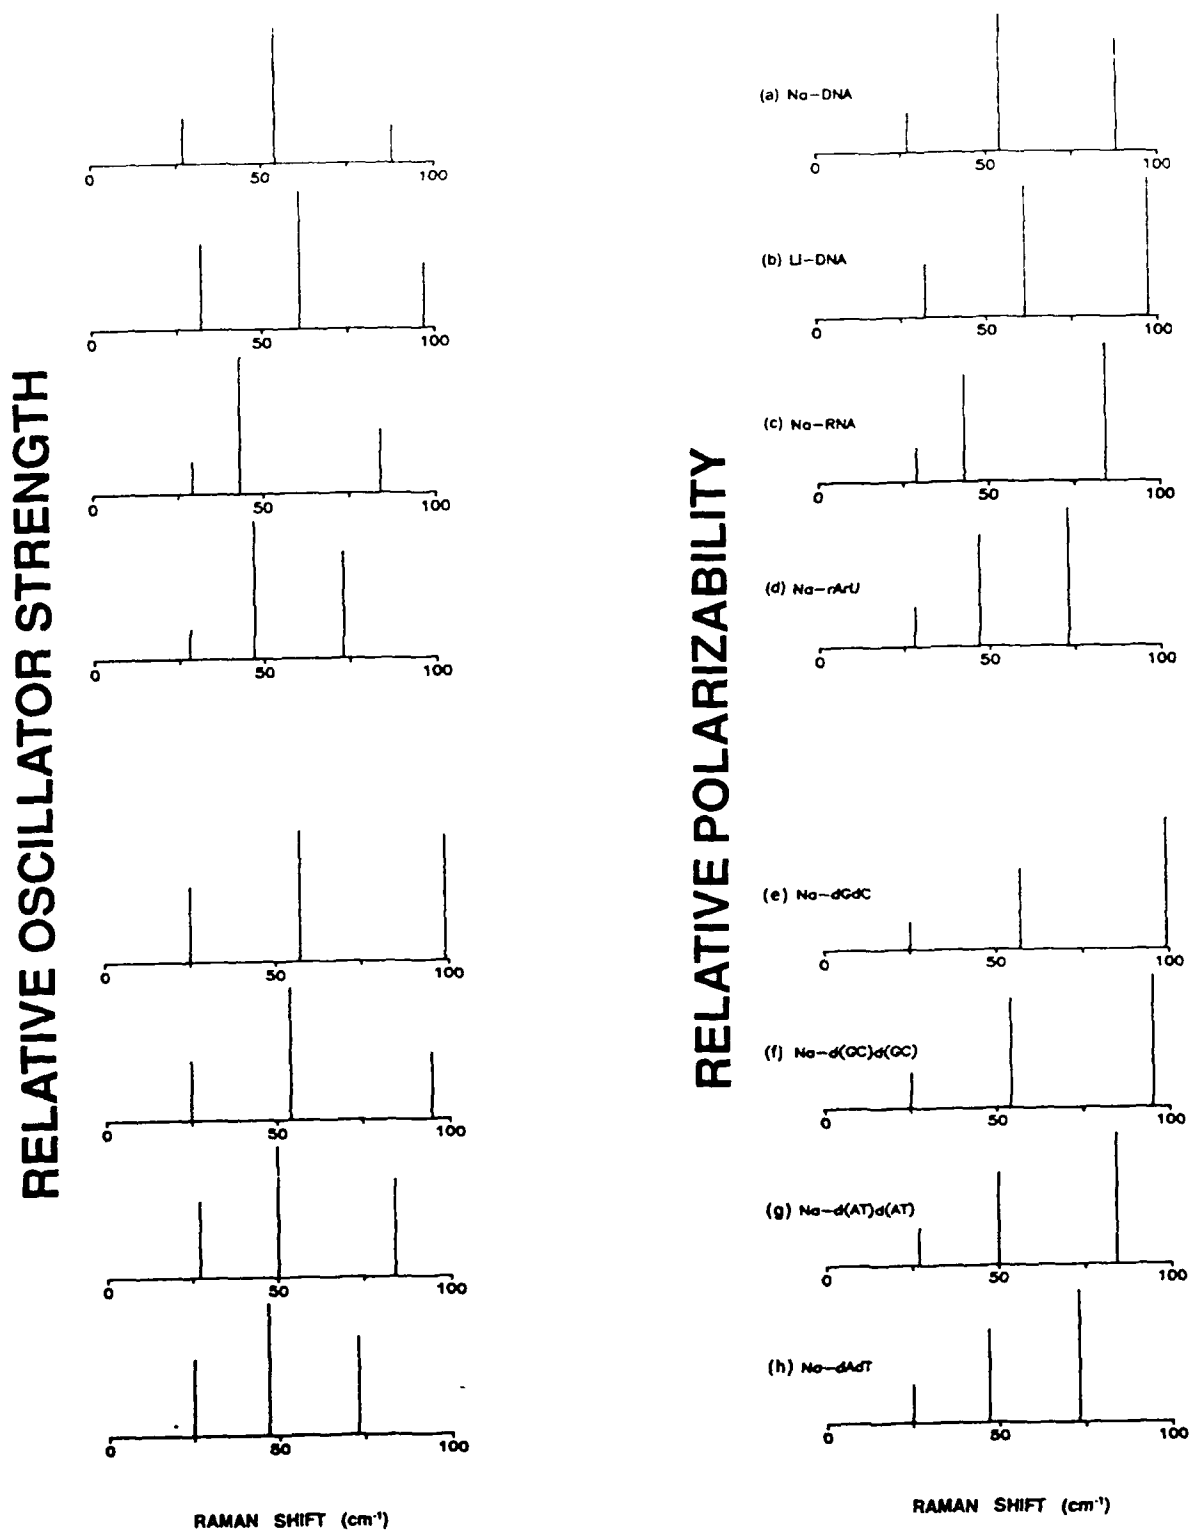 RELATIVE OSCILLATOR STRENGTH
0 50 100
0 50 100
0 50 100
0 50 100
0 50 100
0 50 100
0 50 100
0 50 100
RAMAN SHIFT (cm⁻¹)
RELATIVE POLARIZABILITY
(a) Na-DNA
0 50 100
(b) LI-DNA
0 50 100
(c) Na-RNA
0 50 100
(d) Na-rArU
0 50 100
(e) Na-dGdC
0 50 100
(f) Na-d(GC)d(GC)
0 50 100
(g) Na-d(AT)d(AT)
0 50 100
(h) Na-dAdT
0 50 100
RAMAN SHIFT (cm⁻¹)